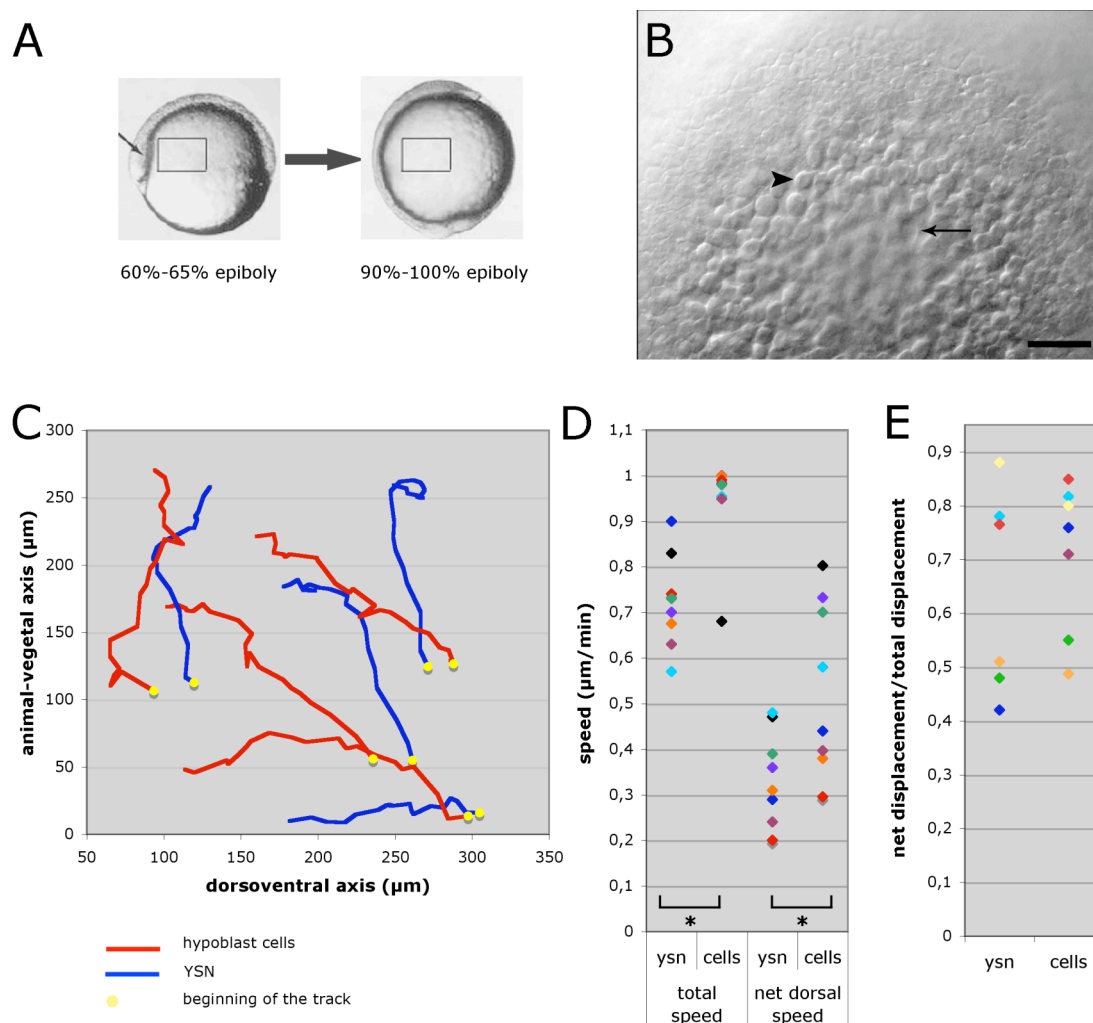 A
60%-65% epiboly
90%-100% epiboly
B
C
300
250
200
150
100
50
0
animal-vegetal axis (µm)
50 100 150 200 250 300 350
dorsoventral axis (µm)
hypoblast cells
YSN
beginning of the track
D
1,1
1
0,9
0,8
0,7
0,6
0,5
0,4
0,3
0,2
0,1
0
speed (µm/min)
* *
ysn cells ysn cells
total speed
net dorsal speed
E
0,9
0,8
0,7
0,6
0,5
0,4
0,3
0,2
0,1
0
net displacement/total displacement
ysn cells